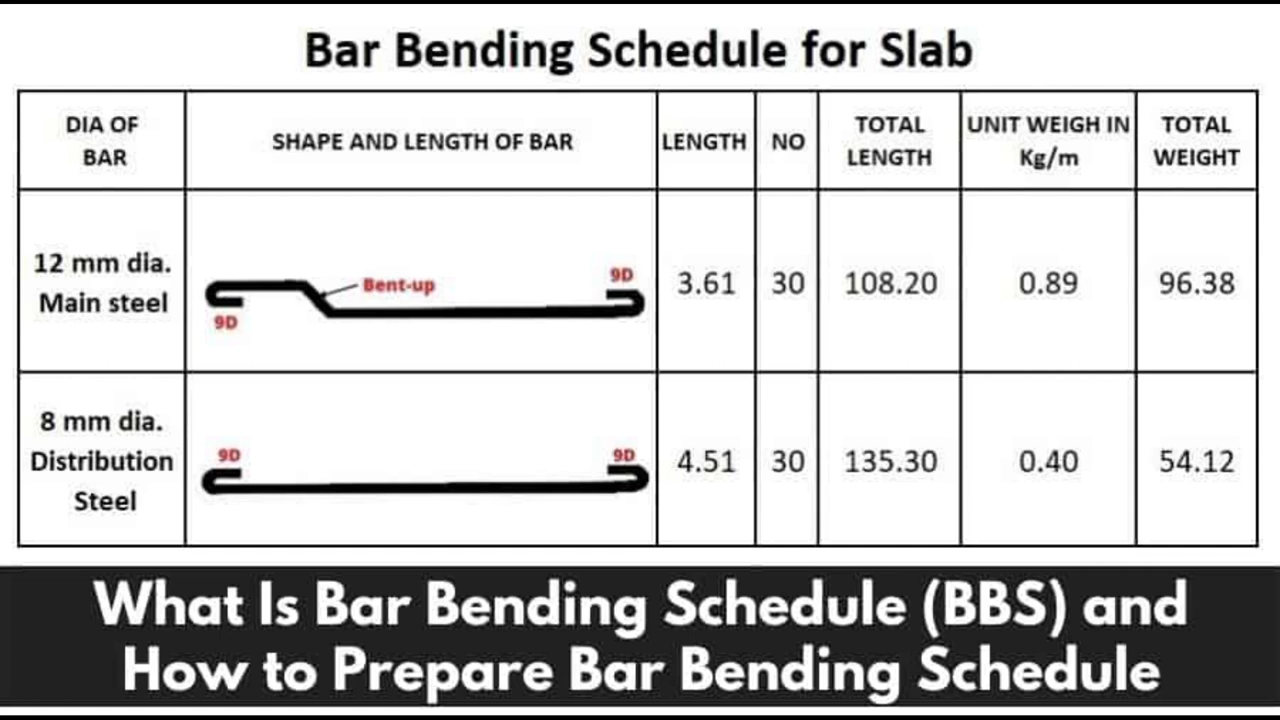 Bar Bending Schedule for Slab
DIA OF
BAR
SHAPE AND LENGTH OF BAR
LENGTH
NO
TOTAL
LENGTH
UNIT WEIGH IN
Kg/m
TOTAL
WEIGHT
12 mm dia.
Main steel
9D
Bent-up
9D
3.61
30
108.20
0.89
96.38
8 mm dia.
Distribution
Steel
9D
9D
4.51
30
135.30
0.40
54.12
What Is Bar Bending Schedule (BBS) and
How to Prepare Bar Bending Schedule